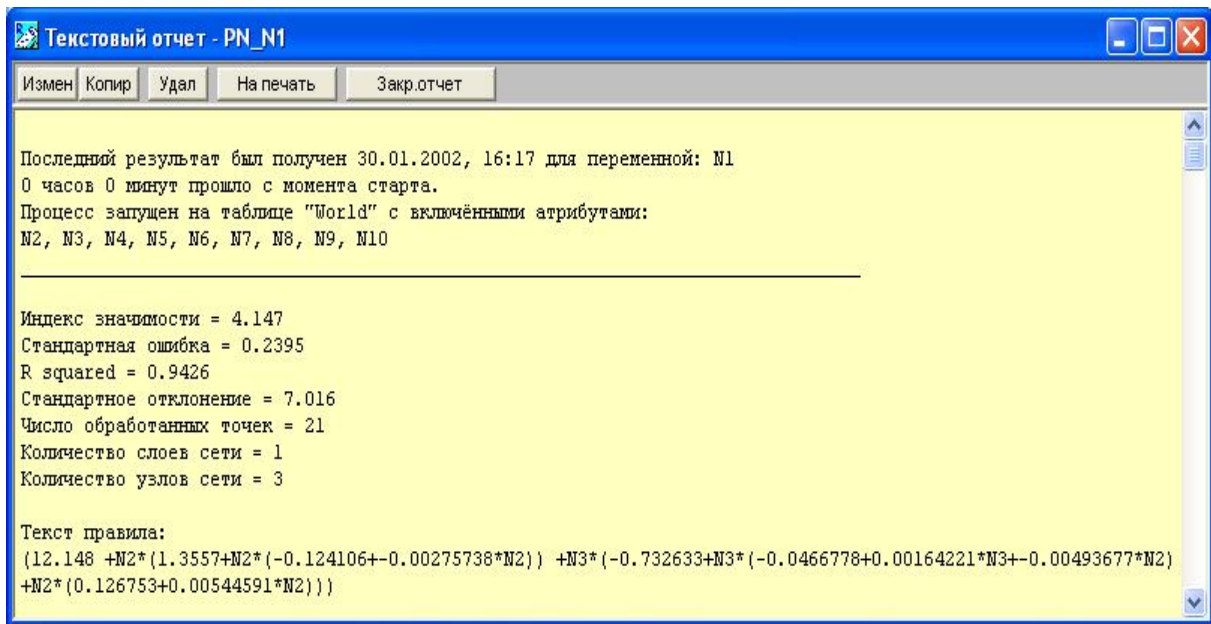 Текстовый отчет - PN_N1
Измен Копир Удал На печать Закр.отчет
Последний результат был получен 30.01.2002, 16:17 для переменной: N1
0 часов 0 минут прошло с момента старта.
Процесс запущен на таблице "World" с включёнными атрибутами:
N2, N3, N4, N5, N6, N7, N8, N9, N10
Индекс значимости = 4.147
Стандартная ошибка = 0.2395
R squared = 0.9426
Стандартное отклонение = 7.016
Число обработанных точек = 21
Количество слоев сети = 1
Количество узлов сети = 3
Текст правила:
(12.148 +N2*(1.3557+N2*(-0.124106+-0.00275738*N2)) +N3*(-0.732633+N3*(-0.0466778+0.00164221*N3+-0.00493677*N2)
+N2*(0.126753+0.00544591*N2)))